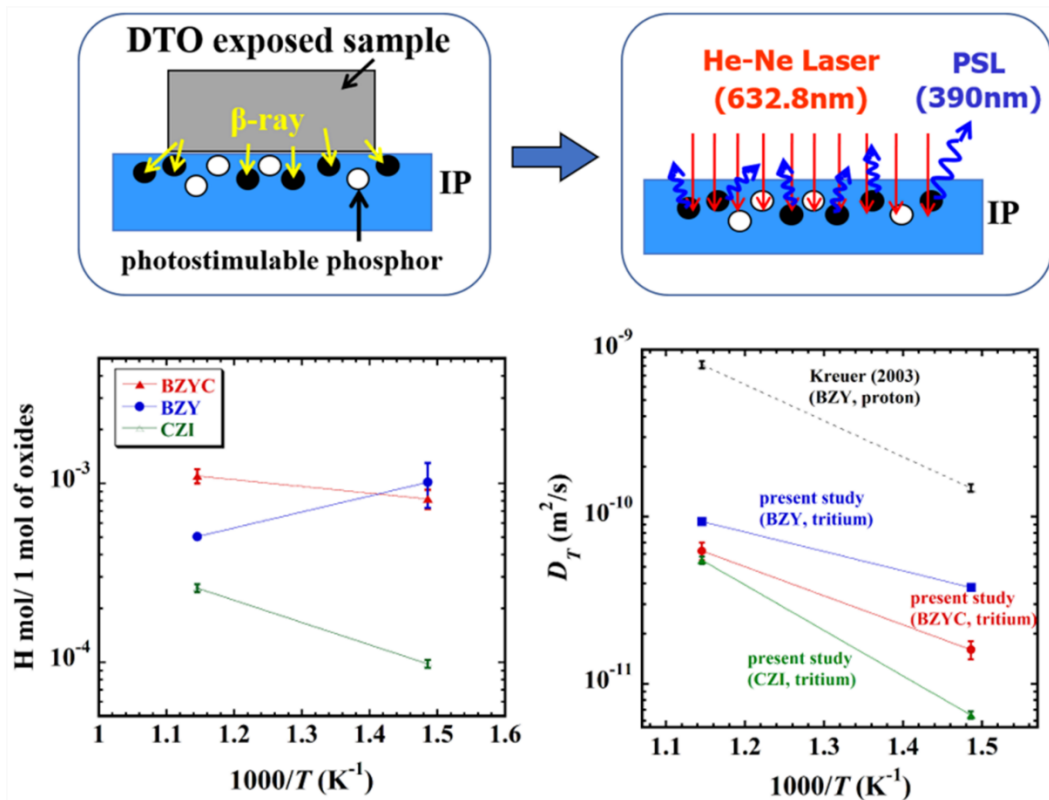 DTO exposed sample
β-ray
IP
photostimulable phosphor
He-Ne Laser
(632.8nm)
PSL
(390nm)
IP
BZYC
BZY
CZI
10-3
10-4
H mol/ 1 mol of oxides
1 1.1 1.2 1.3 1.4 1.5 1.6
1000/T (K-1)
10-9
10-10
10-11
DT (m2/s)
Kreuer (2003)
(BZY, proton)
present study
(BZY, tritium)
present study
(BZYC, tritium)
present study
(CZI, tritium)
1.1 1.2 1.3 1.4 1.5
1000/T (K-1)